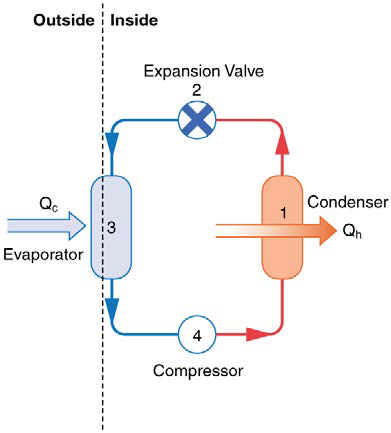 Outside Inside
Expansion Valve
2
Condenser
Qc
1
3
Qh
Evaporator
4
Compressor